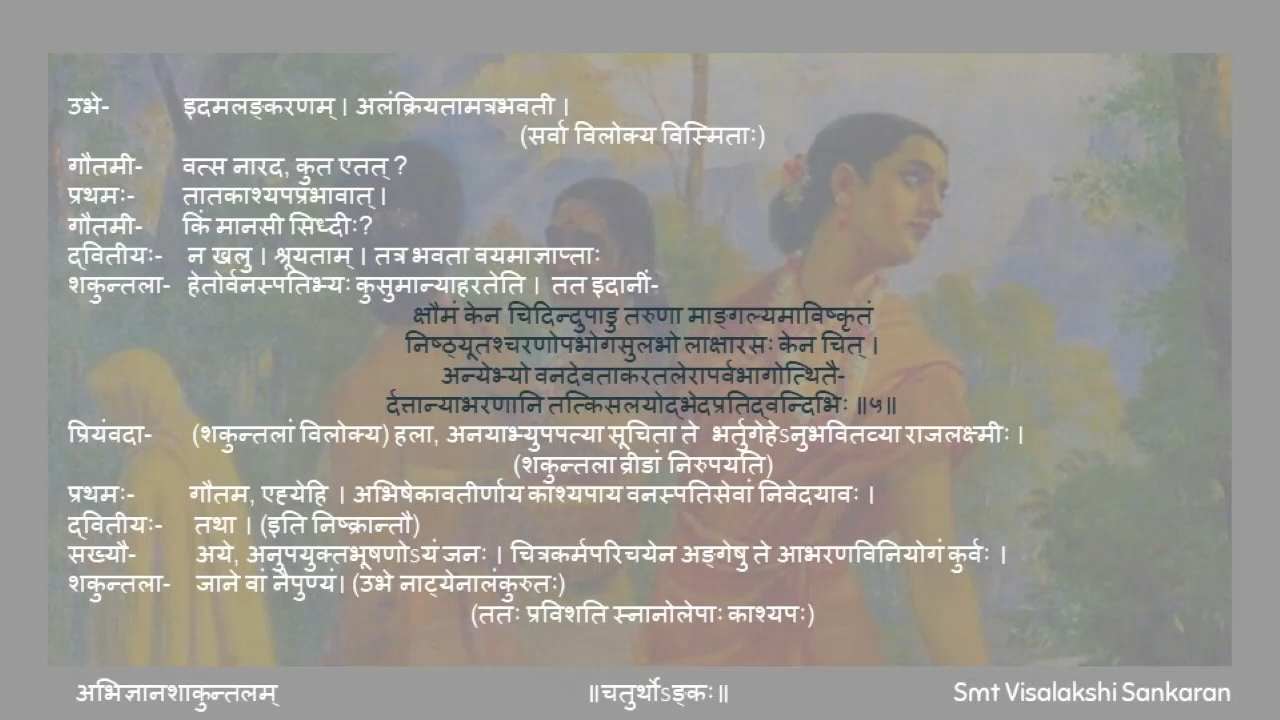 उभे- इदमलङ्करणम् । अलंक्रियतामत्रभवती ।
(सर्वा विलोक्य विस्मिताः)
गौतमी- वत्स नारद, कुत एतत् ?
प्रथमः- तातकाश्यपप्रभावात् ।
गौतमी- किं मानसी सिध्दीः?
द्वितीयः- न खलु । श्रूयताम् । तत्र भवता वयमाज्ञाप्ताः
शकुन्तला- हेतोर्वनस्पतिभ्यः कुसुमान्याहरतेति । तत इदानीं-
क्षौमं केन चिदिन्दुपाडु तरुणा माङ्गल्यमाविष्कृतं
निष्ठ्यूतश्चरणोपभोगसुलभो लाक्षारसः केन चित् ।
अन्येभ्यो वनदेवताकरतलेरापर्वभागोत्थितै-
र्दत्तान्याभरणानि तत्किसलयोद्भेदप्रतिद्वन्दिभिः ॥५॥
प्रियंवदा- (शकुन्तलां विलोक्य) हला, अनयाभ्युपपत्या सूचिता ते भर्तुगेहेऽनुभवितव्या राजलक्ष्मीः ।
(शकुन्तला व्रीडां निरुपयति)
प्रथमः- गौतम, एह्येहि । अभिषेकावतीर्णाय काश्यपाय वनस्पतिसेवां निवेदयावः ।
द्वितीयः- तथा । (इति निष्क्रान्तौ)
सख्यौ- अये, अनुपयुक्तभूषणोऽयं जनः । चित्रकर्मपरिचयेन अङ्गेषु ते आभरणविनियोगं कुर्वः ।
शकुन्तला- जाने वां नैपुण्यं। (उभे नाट्येनालंकुरुतः)
(ततः प्रविशति स्नानोलेपाः काश्यपः)
अभिज्ञानशाकुन्तलम् ॥चतुर्थोऽङ्कः॥ Smt Visalakshi Sankaran